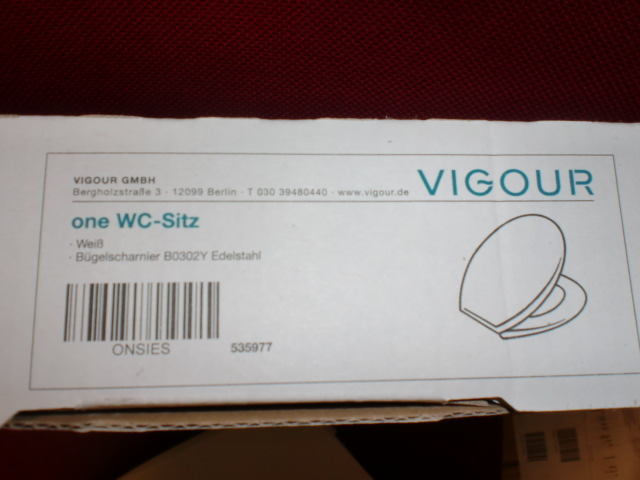 VIGOUR GMBH
Bergholzstraße 3 · 12099 Berlin · T 030 39480440 · www.vigour.de
VIGOUR
one WC-Sitz
· Weiß
· Bügelscharnier B0302Y Edelstahl
ONSIES 535977